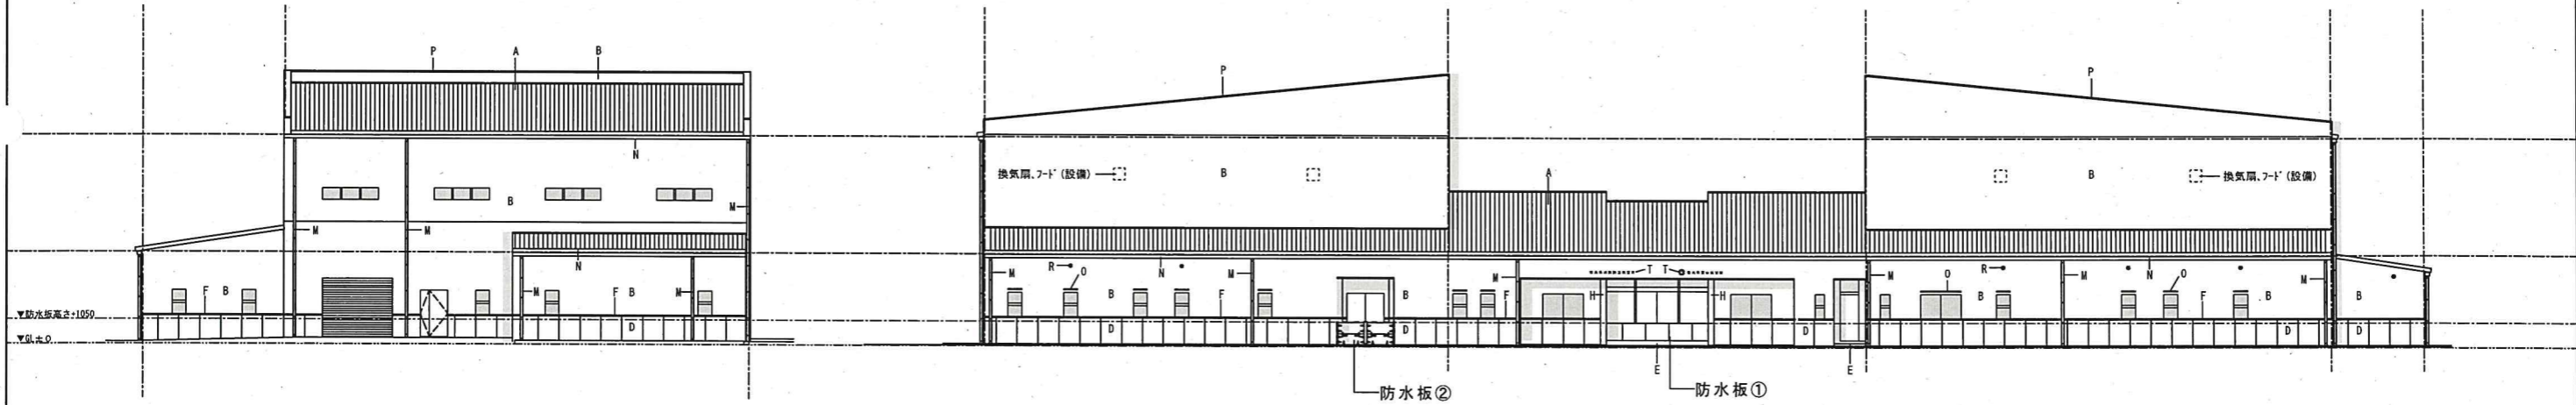 P A B
P
P
N
換気扇、フード(設備) B
A
B 換気扇、フード(設備)
B
M
M M
N
R O N M
M
T T
R N O
M O M M
F B
M F B M
B F
B F
H H
B
F B B
▼防水板高さ+1050
D
D D
D
D D
▼GL±0
E E
防水板② 防水板①